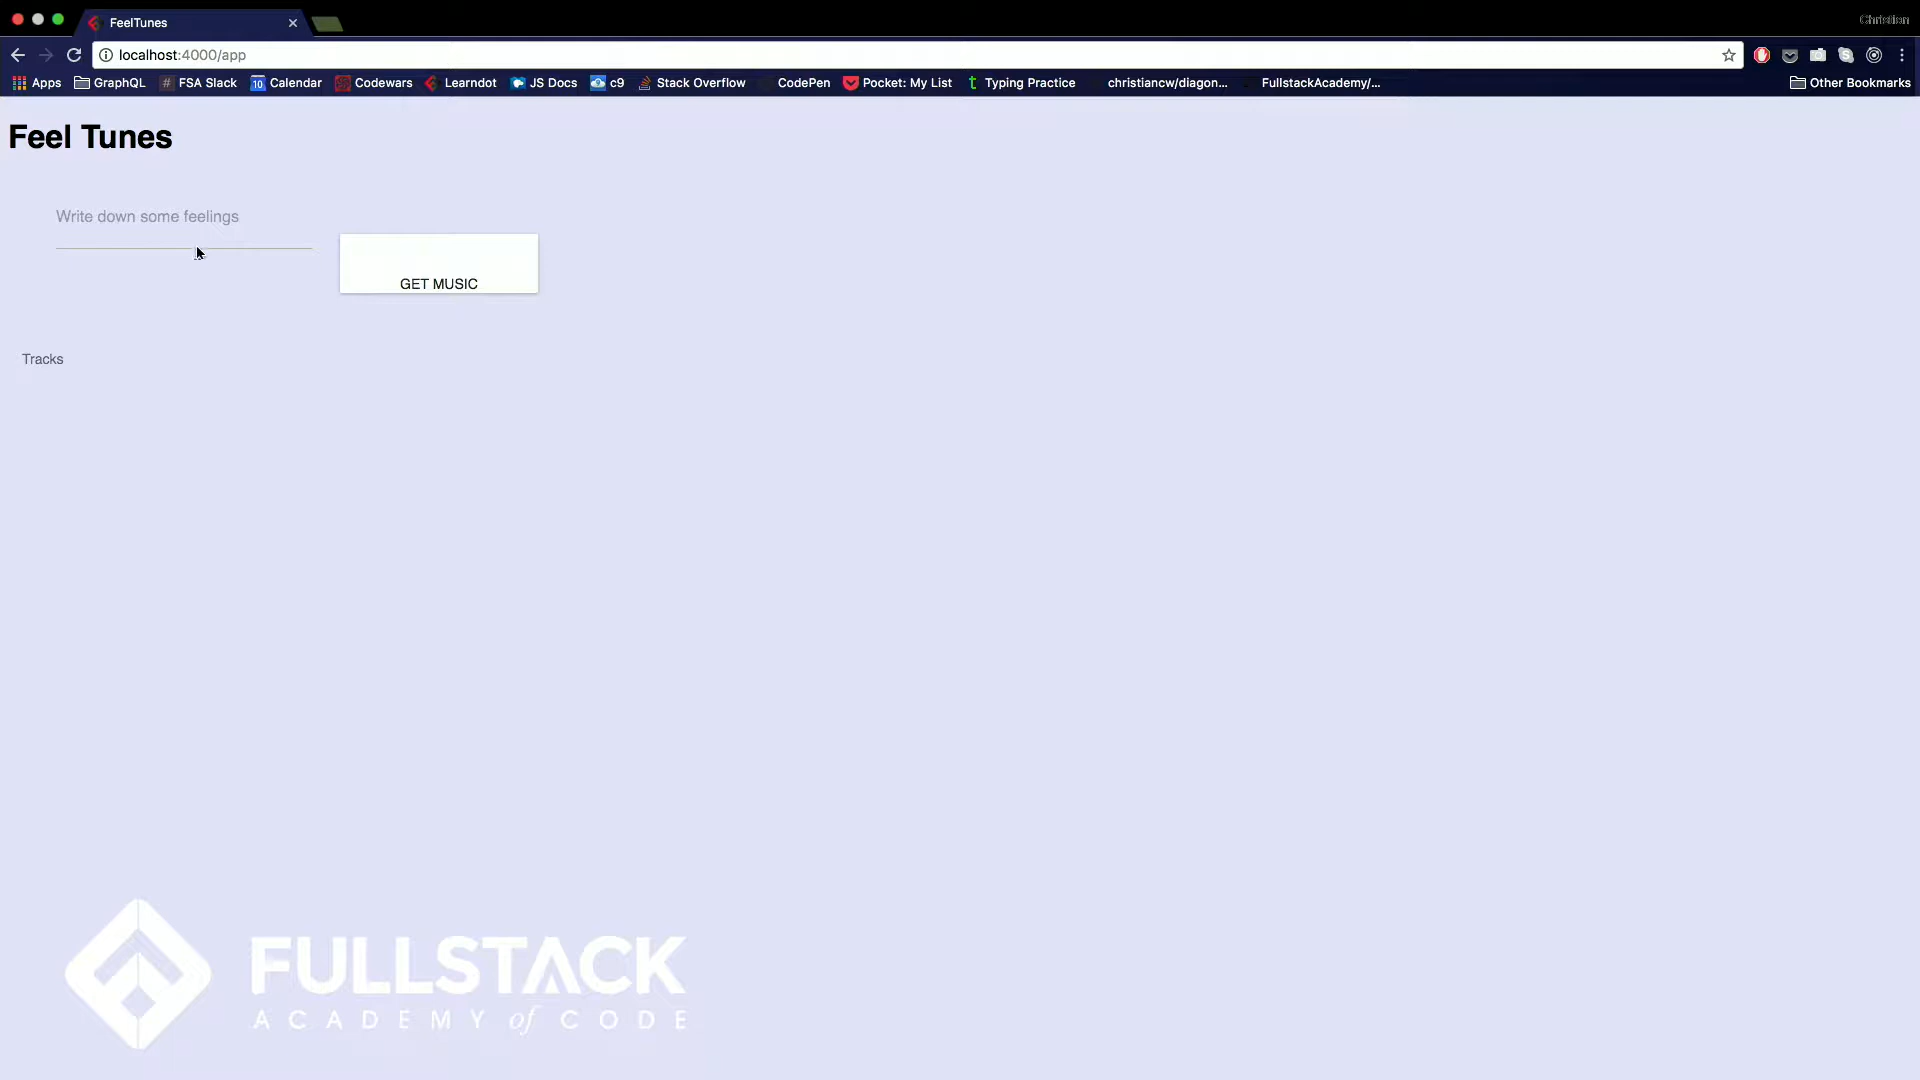 FeelTunes
Christian
localhost:4000/app
Apps GraphQL # FSA Slack 10 Calendar Codewars Learndot JS Docs c9 Stack Overflow CodePen Pocket: My List t Typing Practice christiancw/diagon... FullstackAcademy/... Other Bookmarks
Feel Tunes
Write down some feelings
GET MUSIC
Tracks
FULLSTACK
ACADEMY of CODE